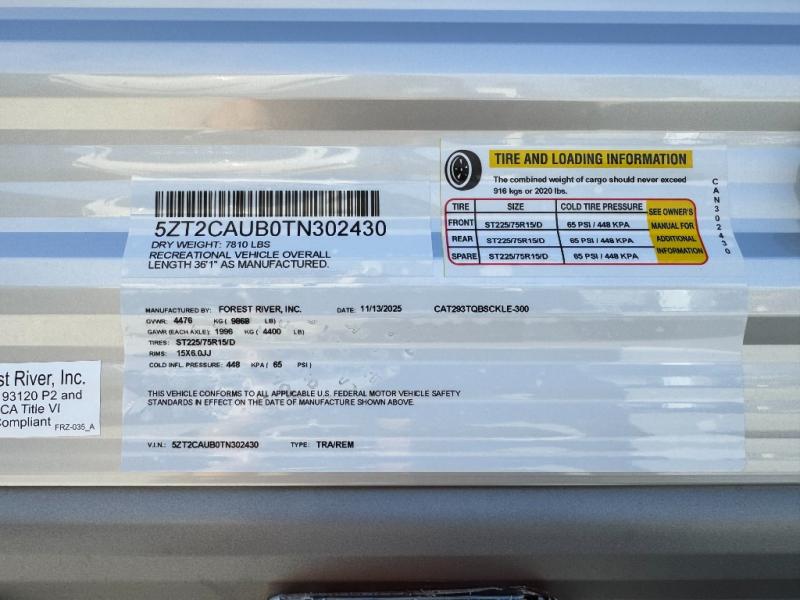 TIRE AND LOADING INFORMATION
The combined weight of cargo should never exceed
916 kgs or 2020 lbs.
TIRE SIZE COLD TIRE PRESSURE SEE OWNER'S MANUAL FOR ADDITIONAL INFORMATION
FRONT ST225/75R15/D 65 PSI / 448 KPA
REAR ST225/75R15/D 65 PSI / 448 KPA
SPARE ST225/75R15/D 65 PSI / 448 KPA
CAN302430
5ZT2CAUB0TN302430
DRY WEIGHT: 7810 LBS
RECREATIONAL VEHICLE OVERALL
LENGTH 36'1" AS MANUFACTURED.
MANUFACTURED BY: FOREST RIVER, INC. DATE: 11/13/2025 CAT293TQBSCKLE-300
GVWR: 4476 KG ( 9868 LB)
GAWR (EACH AXLE): 1996 KG ( 4400 LB)
TIRES: ST225/75R15/D
RIMS: 15X6.0JJ
COLD INFL. PRESSURE: 448 KPA ( 65 PSI)
THIS VEHICLE CONFORMS TO ALL APPLICABLE U.S. FEDERAL MOTOR VEHICLE SAFETY
STANDARDS IN EFFECT ON THE DATE OF MANUFACTURE SHOWN ABOVE.
V.I.N.: 5ZT2CAUB0TN302430 TYPE: TRA/REM
st River, Inc.
93120 P2 and
CA Title VI
Compliant FRZ-035_A